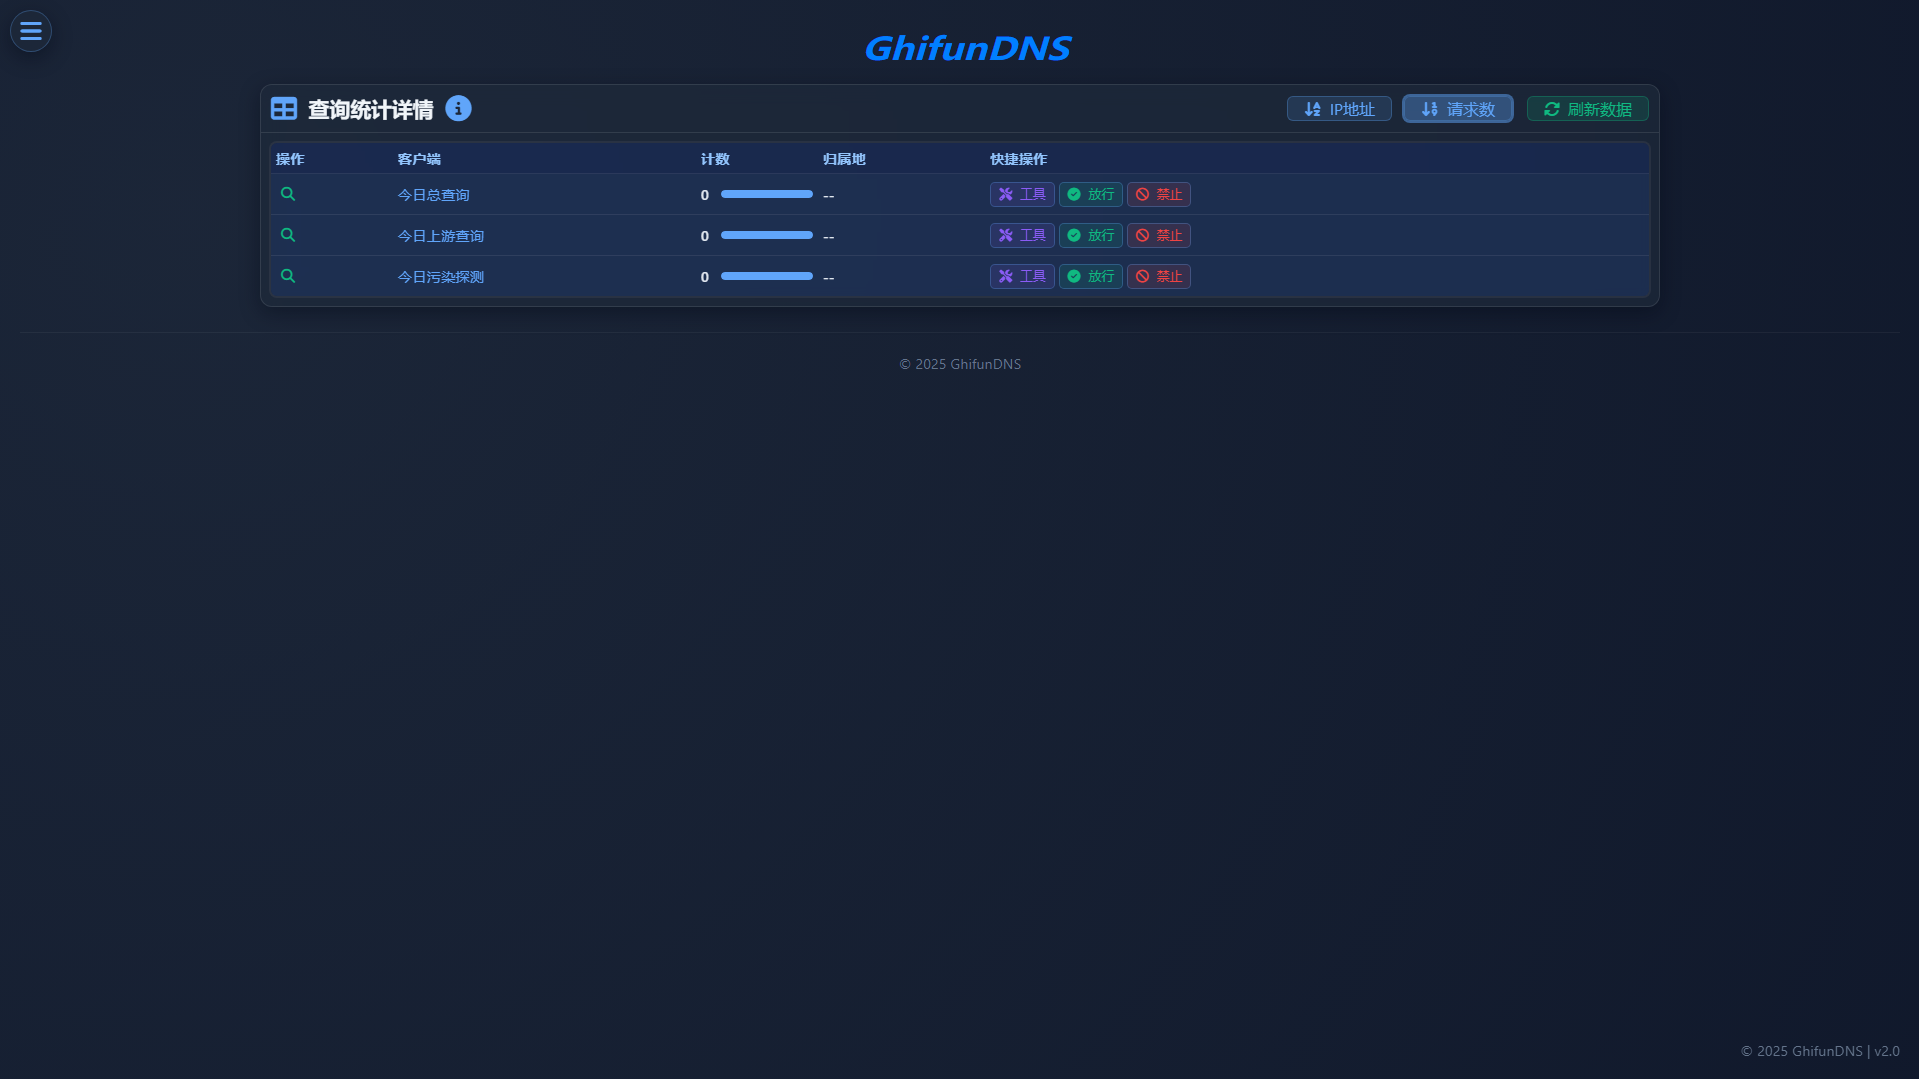 GhifunDNS
查询统计详情 IP地址 请求数 刷新数据
操作 客户端 计数 归属地 快捷操作
今日总查询 0 -- 工具 放行 禁止
今日上游查询 0 -- 工具 放行 禁止
今日污染探测 0 -- 工具 放行 禁止
© 2025 GhifunDNS
© 2025 GhifunDNS | v2.0